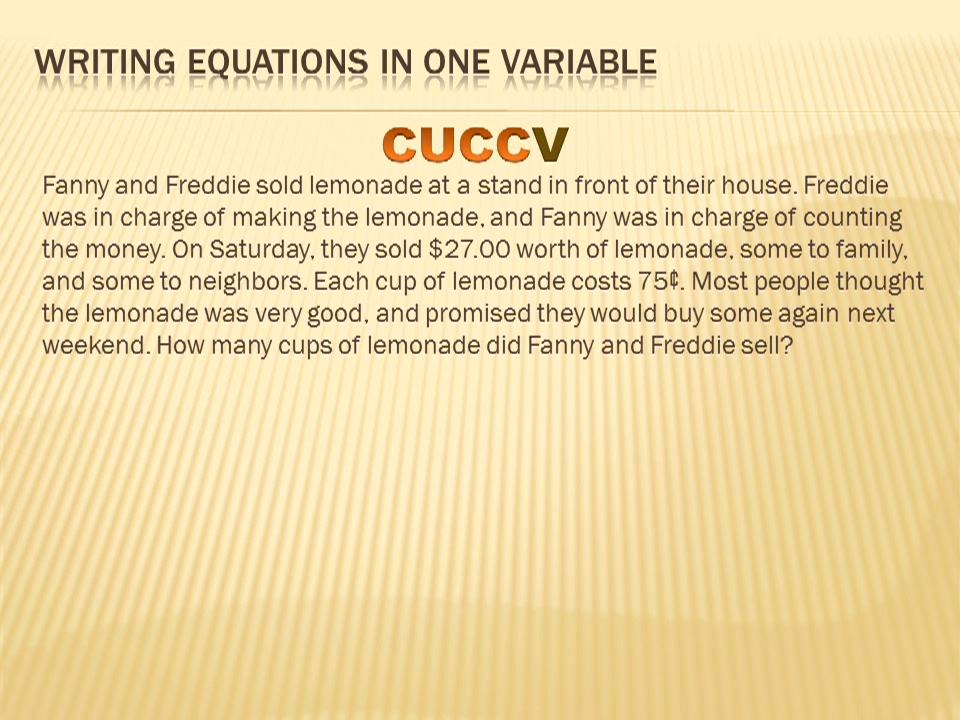 WRITING EQUATIONS IN ONE VARIABLE
CUCCV
Fanny and Freddie sold lemonade at a stand in front of their house. Freddie
was in charge of making the lemonade, and Fanny was in charge of counting
the money. On Saturday, they sold $27.00 worth of lemonade, some to family,
and some to neighbors. Each cup of lemonade costs 75¢. Most people thought
the lemonade was very good, and promised they would buy some again next
weekend. How many cups of lemonade did Fanny and Freddie sell?